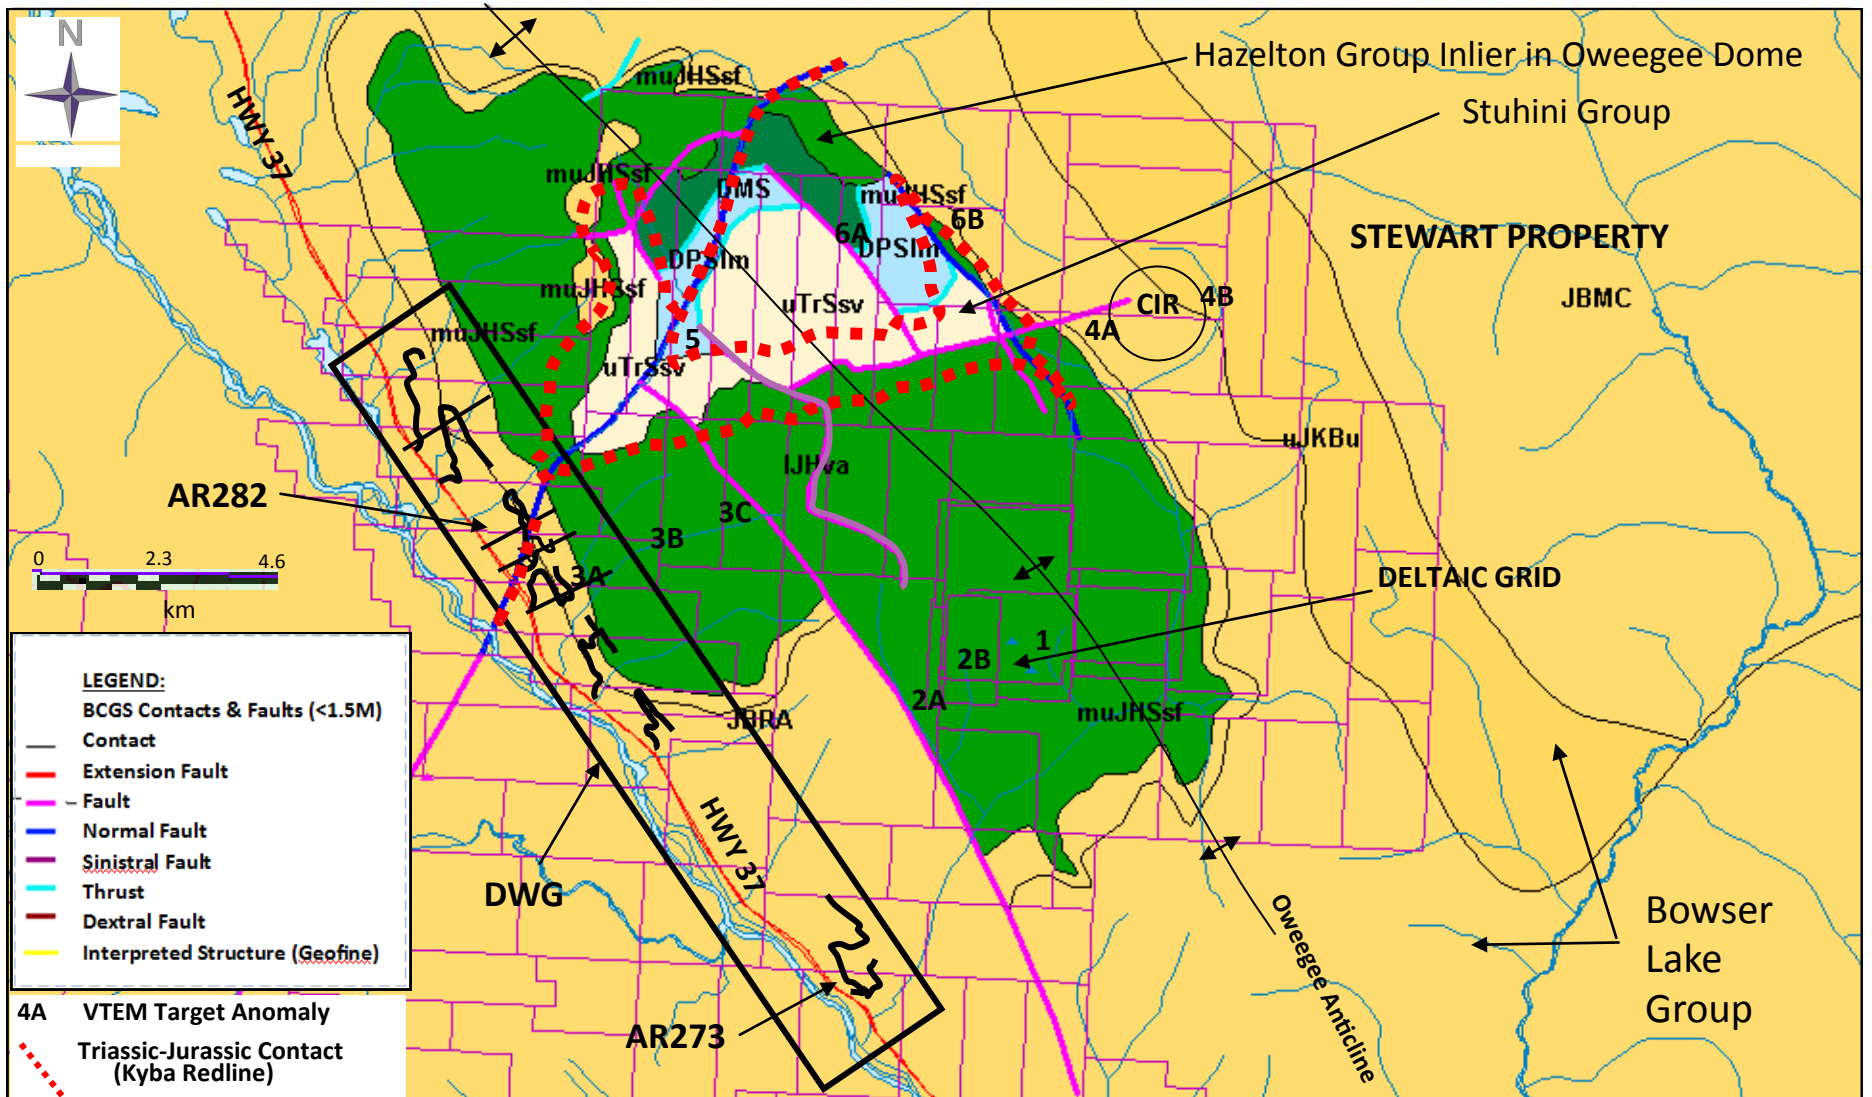 N
HWY 37
muJHSsf
Hazelton Group Inlier in Oweegee Dome
Stuhini Group
muJHSsf
DMS
muJHSsf
6B
6A
STEWART PROPERTY
DPSlm
DPSlm
muJHSsf
uTrSsv
CIR
4B
JBMC
4A
muJHSsf
5
uTrSsv
uJKBu
lJHva
AR282
3C
3B
0 2.3 4.6
km
3A
DELTAIC GRID
1
2B
2A
muJHSsf
JBRA
LEGEND:
BCGS Contacts & Faults (<1.5M)
Contact
Extension Fault
Fault
Normal Fault
Sinistral Fault
Thrust
Dextral Fault
Interpreted Structure (Geofine)
4A VTEM Target Anomaly
Triassic-Jurassic Contact
(Kyba Redline)
HWY 37
DWG
AR273
Oweegee Anticline
Bowser
Lake
Group